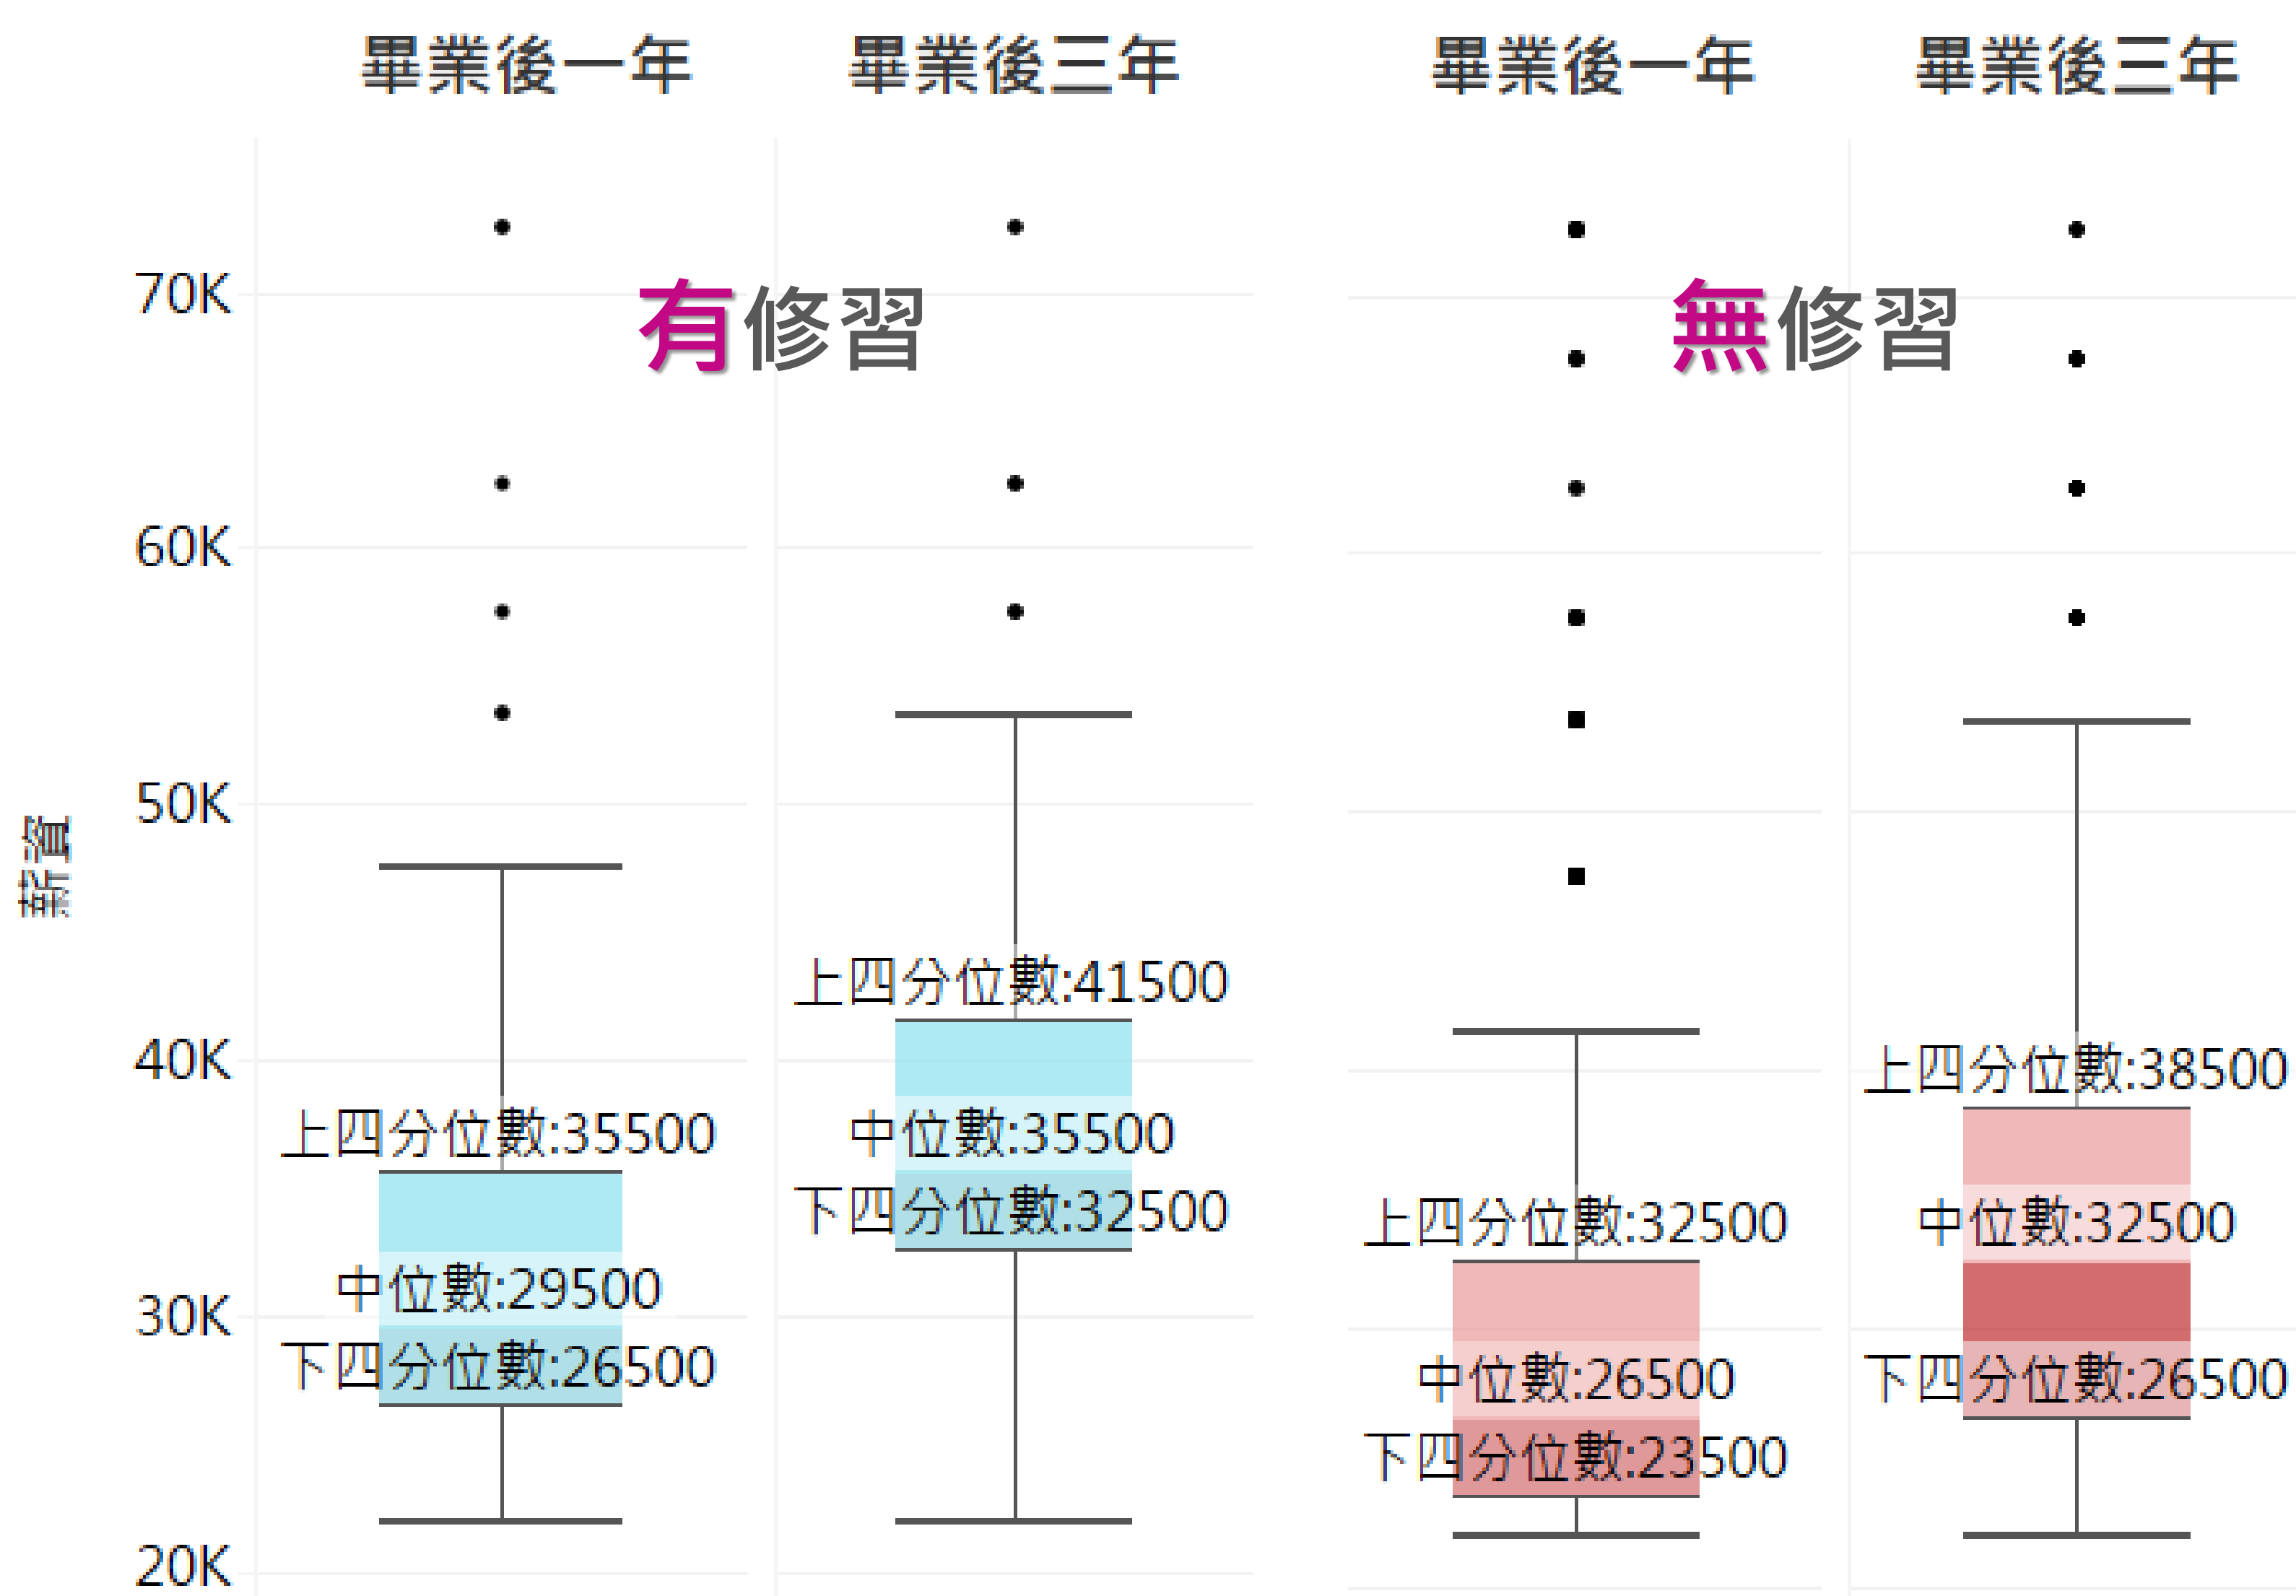 畢業後一年
畢業後三年
畢業後一年
畢業後三年
有修習
無修習
薪資
70K
60K
50K
40K
30K
20K
上四分位數:35500
中位數:29500
下四分位數:26500
上四分位數:41500
中位數:35500
下四分位數:32500
上四分位數:32500
中位數:26500
下四分位數:23500
上四分位數:38500
中位數:32500
下四分位數:26500